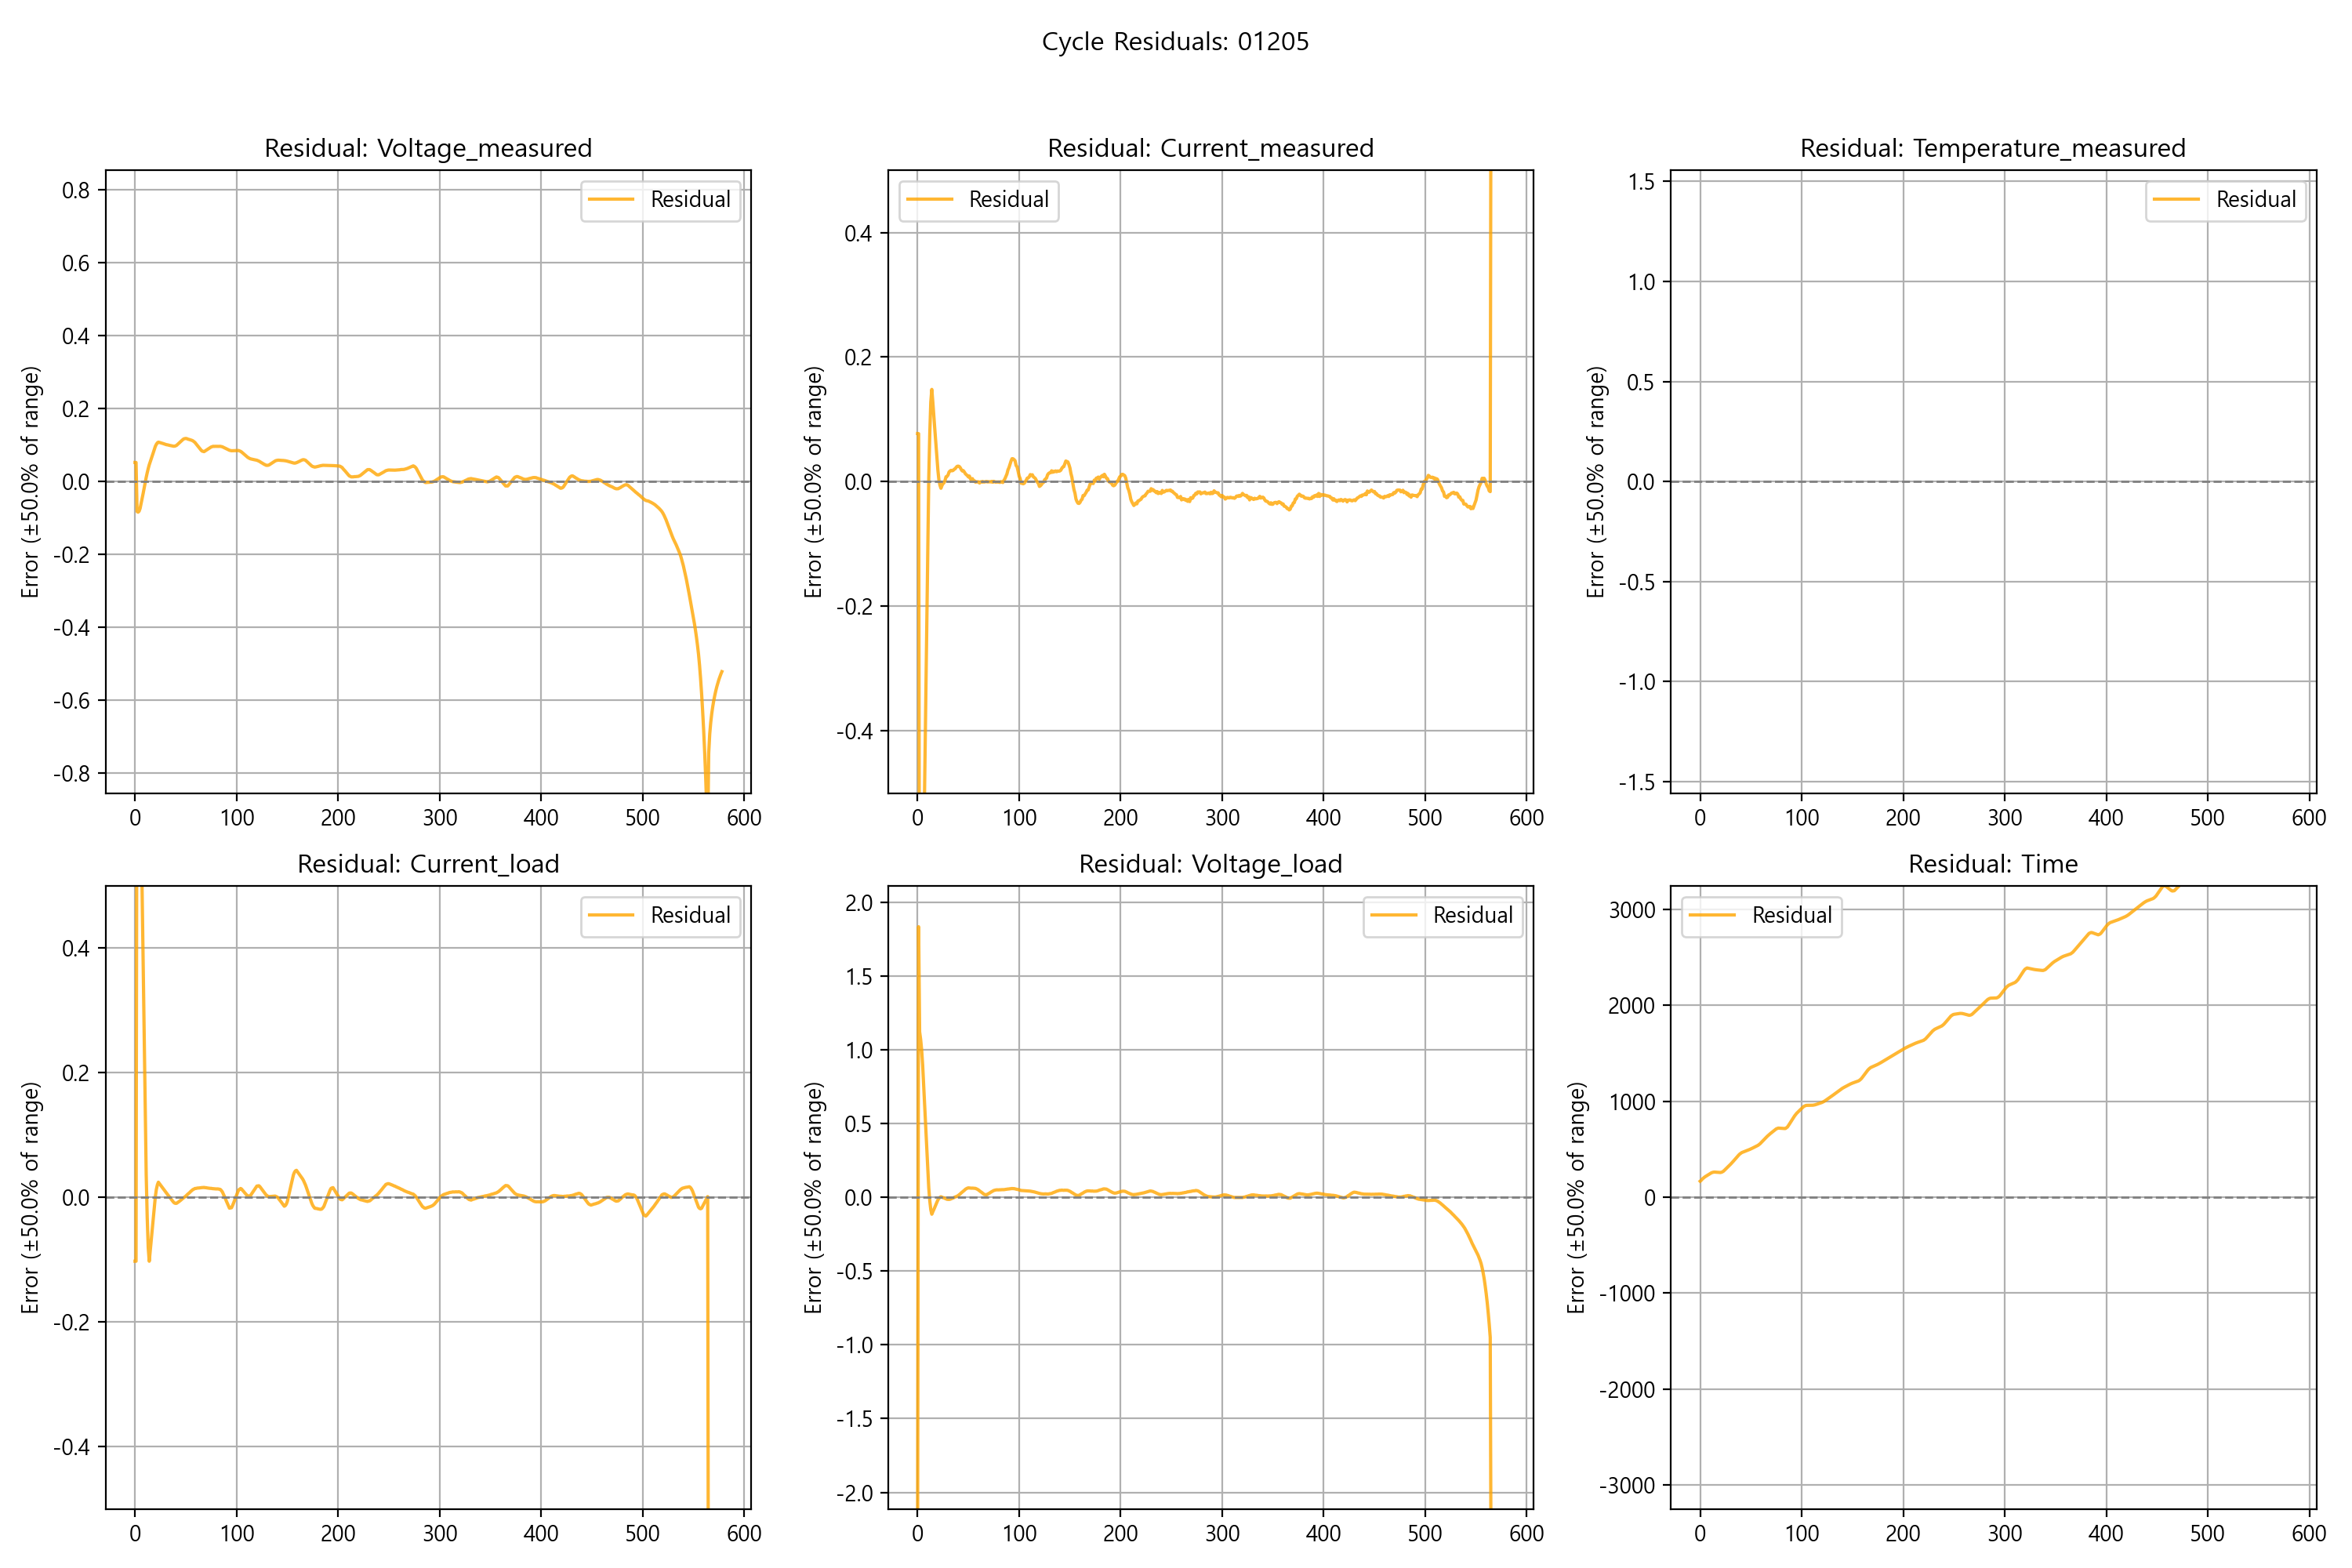 Cycle Residuals: 01205
Residual: Voltage_measured
Error (±50.0% of range)
0.8
0.6
0.4
0.2
0.0
-0.2
-0.4
-0.6
-0.8
0 100 200 300 400 500 600
Residual
Residual: Current_measured
Error (±50.0% of range)
0.4
0.2
0.0
-0.2
-0.4
0 100 200 300 400 500 600
Residual
Residual: Temperature_measured
Error (±50.0% of range)
1.5
1.0
0.5
0.0
-0.5
-1.0
-1.5
0 100 200 300 400 500 600
Residual
Residual: Current_load
Error (±50.0% of range)
0.4
0.2
0.0
-0.2
-0.4
0 100 200 300 400 500 600
Residual
Residual: Voltage_load
Error (±50.0% of range)
2.0
1.5
1.0
0.5
0.0
-0.5
-1.0
-1.5
-2.0
0 100 200 300 400 500 600
Residual
Residual: Time
Error (±50.0% of range)
3000
2000
1000
0
-1000
-2000
-3000
0 100 200 300 400 500 600
Residual